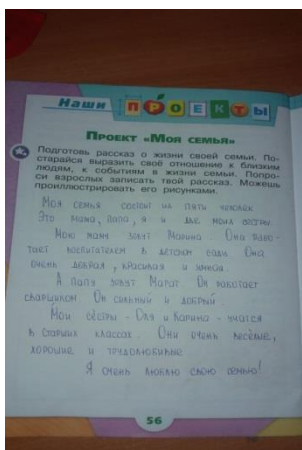 Наши ПРОЕКТЫ
ПРОЕКТ «МОЯ СЕМЬЯ»
Подготовь рассказ о жизни своей семьи. По-
старайся выразить своё отношение к близким
людям, к событиям в жизни семьи. Попро-
си взрослых записать твой рассказ. Можешь
проиллюстрировать его рисунками.
Моя семья состоит из пяти человек
Это мама, папа, я и две моих сестры.
Мою маму зовут Марина. Она рабо-
тает воспитателем в детском саду Она
очень добрая, красивая и умная.
А папу зовут Марат Он работает
сварщиком Он сильный и добрый
Мои сёстры - Оля и Карина - учатся
в старших классах. Они очень весёлые,
хорошие и трудолюбивые
Я очень люблю свою семью!
56